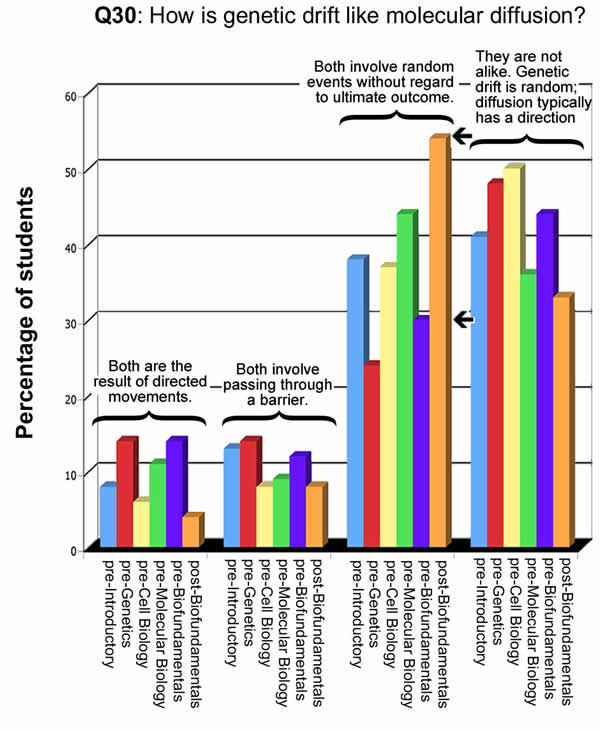 Q30: How is genetic drift like molecular diffusion?
Both involve random
events without regard
to ultimate outcome.
They are not
alike. Genetic
drift is random;
diffusion typically
has a direction
Percentage of students
60
50
40
30
20
10
0
Both are the
result of directed
movements.
Both involve
passing through
a barrier.
pre-Introductory
pre-Genetics
pre-Cell Biology
pre-Molecular Biology
pre-Biofundamentals
post-Biofundamentals
pre-Introductory
pre-Genetics
pre-Cell Biology
pre-Molecular Biology
pre-Biofundamentals
post-Biofundamentals
pre-Introductory
pre-Genetics
pre-Cell Biology
pre-Molecular Biology
pre-Biofundamentals
post-Biofundamentals
pre-Introductory
pre-Genetics
pre-Cell Biology
pre-Molecular Biology
pre-Biofundamentals
post-Biofundamentals